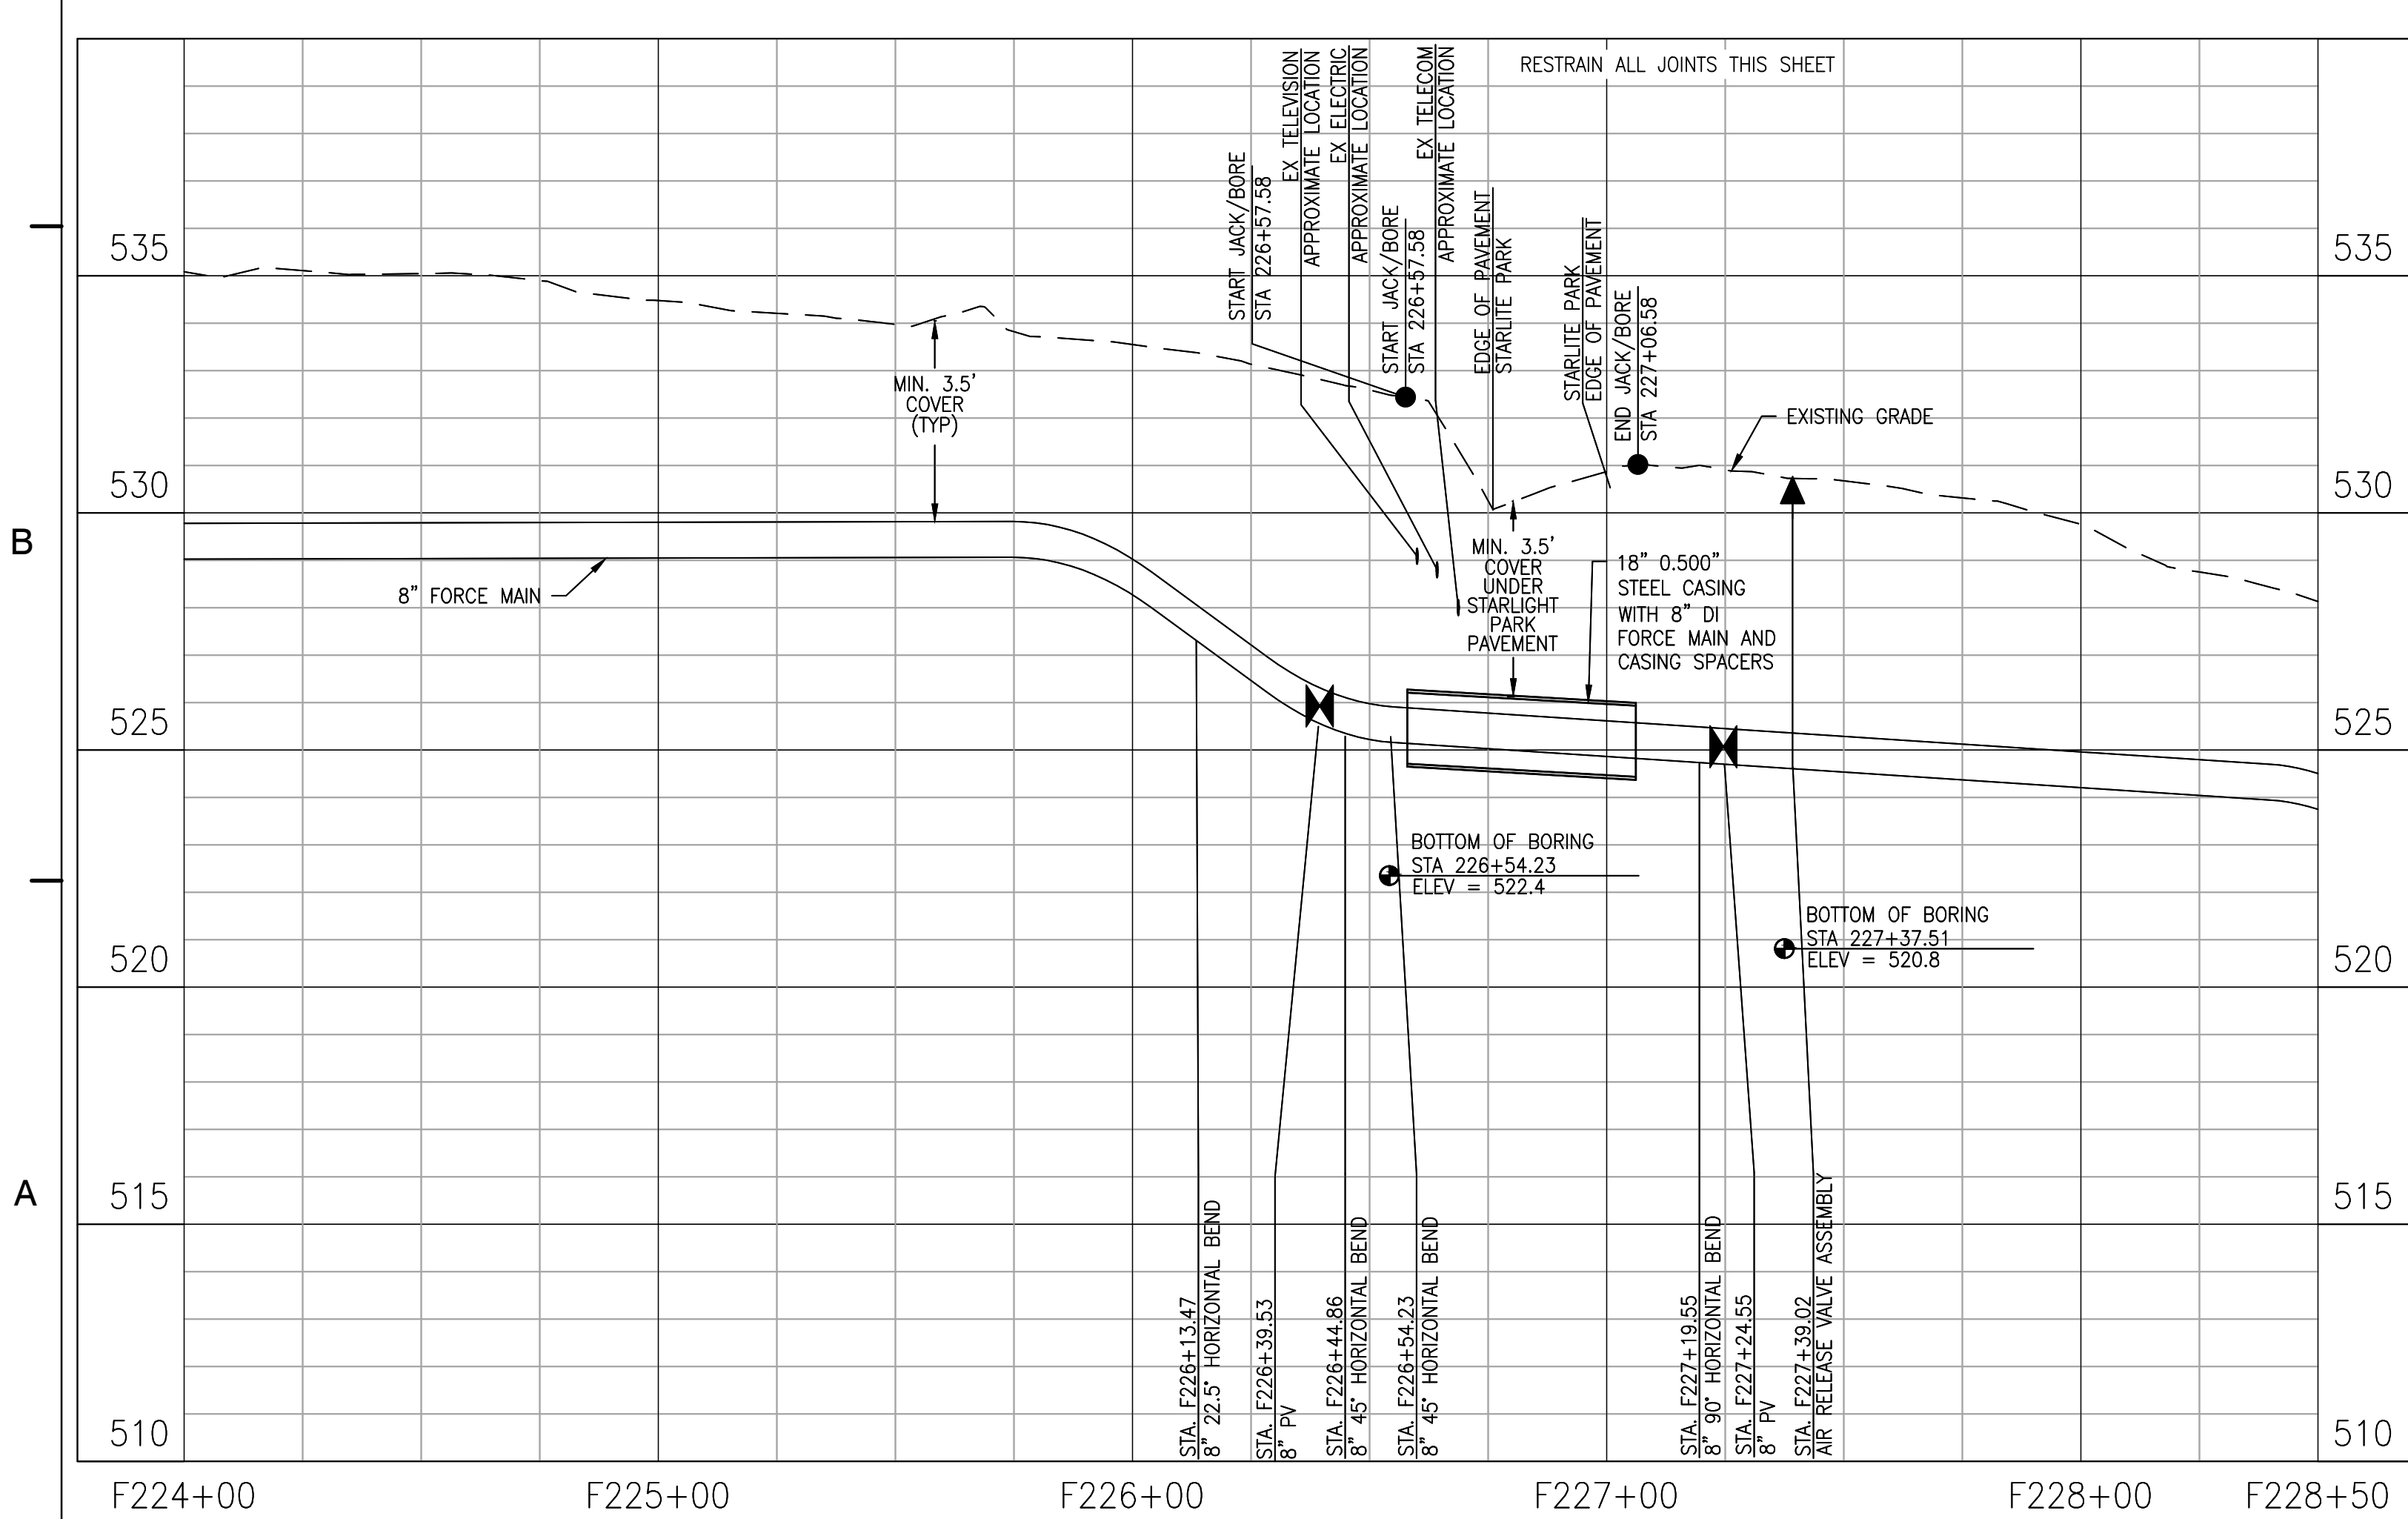 RESTRAIN ALL JOINTS THIS SHEET
EX TELEVISION
APPROXIMATE LOCATION
EX ELECTRIC
APPROXIMATE LOCATION
EX TELECOM
APPROXIMATE LOCATION
START JACK/BORE
STA 226+57.58
START JACK/BORE
STA 226+57.58
EDGE OF PAVEMENT
STARLITE PARK
STARLITE PARK
EDGE OF PAVEMENT
END JACK/BORE
STA 227+06.58
535
535
MIN. 3.5'
COVER
(TYP)
EXISTING GRADE
530
530
B
8" FORCE MAIN
MIN. 3.5'
COVER
UNDER
STARLIGHT
PARK
PAVEMENT
18" 0.500"
STEEL CASING
WITH 8" DI
FORCE MAIN AND
CASING SPACERS
525
525
BOTTOM OF BORING
STA 226+54.23
ELEV = 522.4
BOTTOM OF BORING
STA 227+37.51
ELEV = 520.8
520
520
A
515
515
STA. F226+13.47
8" 22.5° HORIZONTAL BEND
STA. F226+39.53
8" PV
STA. F226+44.86
8" 45° HORIZONTAL BEND
STA. F226+54.23
8" 45° HORIZONTAL BEND
STA. F227+19.55
8" 90° HORIZONTAL BEND
STA. F227+24.55
8" PV
STA. F227+39.02
AIR RELEASE VALVE ASSEMBLY
510
510
F224+00
F225+00
F226+00
F227+00
F228+00
F228+50